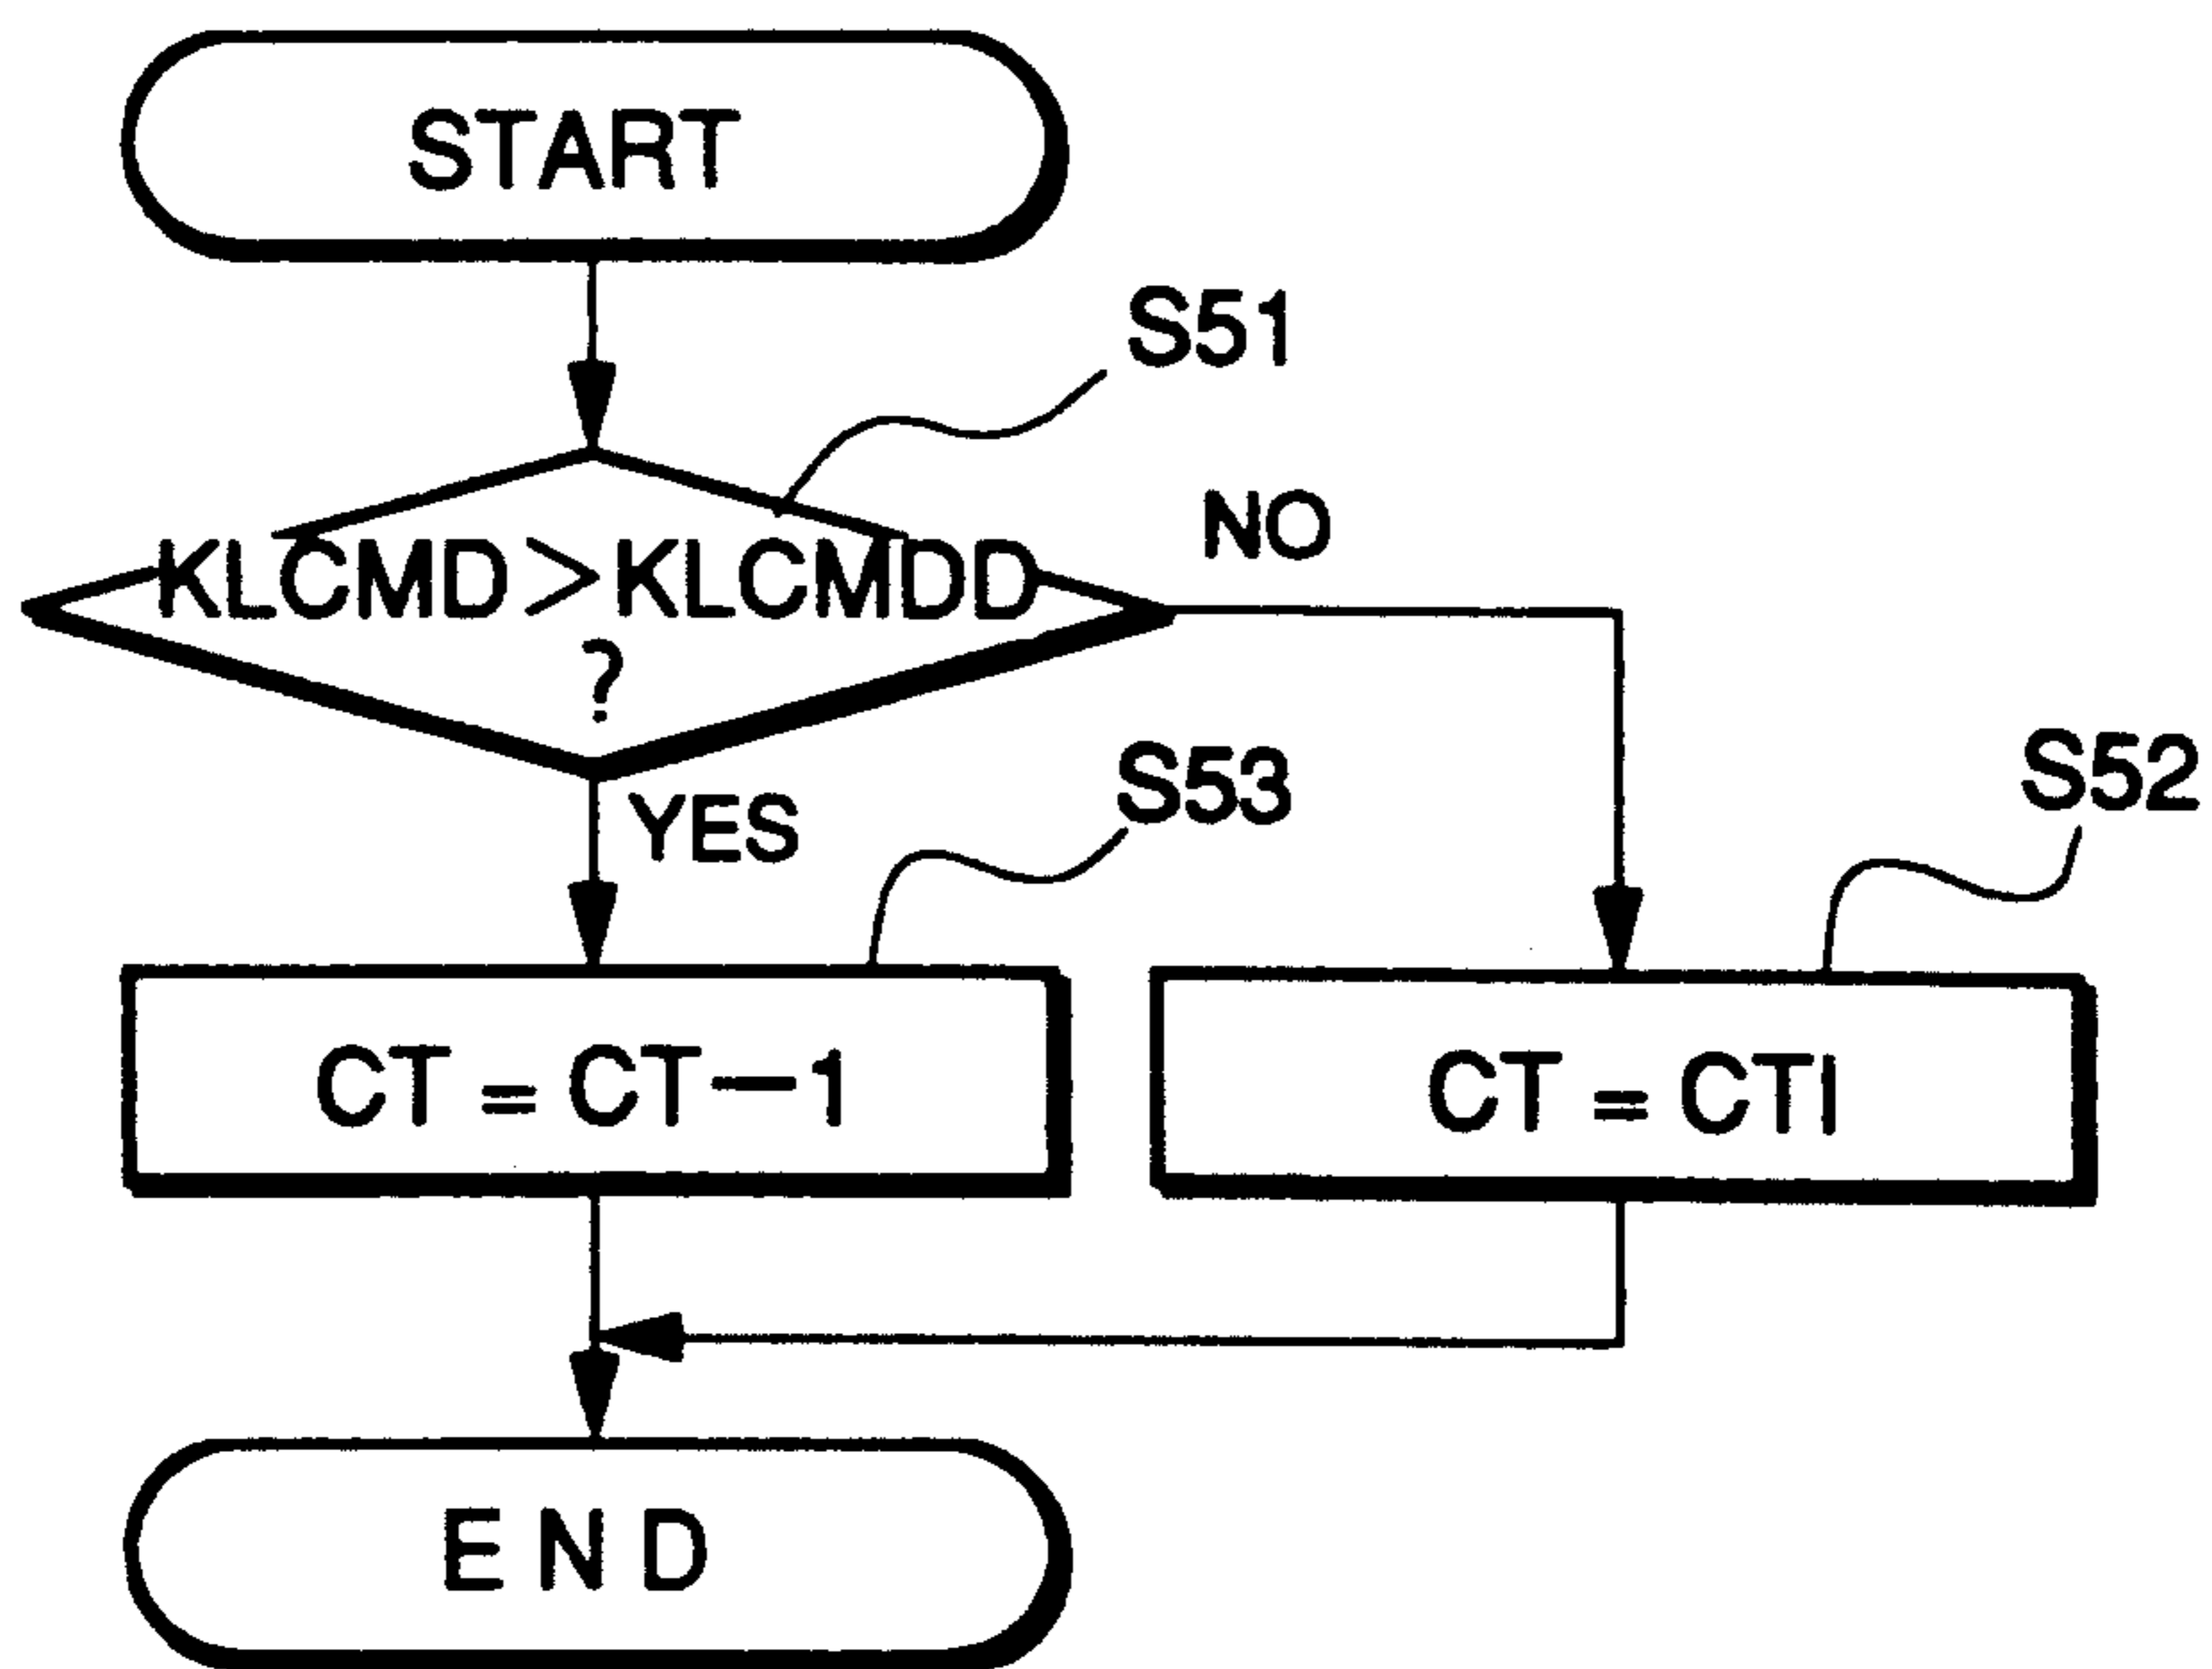 START
S51
KLCMD>KLCMDD
?
NO
YES
S53
S52
CT=CT-1
CT=CTI
END